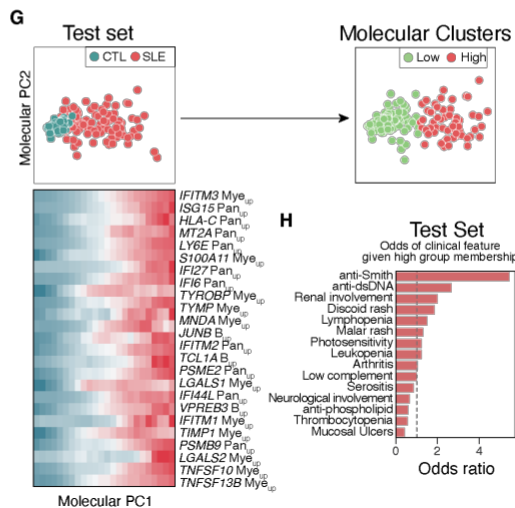 G
Test set
Molecular Clusters
CTL SLE
Low High
Molecular PC2
IFITM3 Mye up
ISG15 Pan up
HLA-C Pan up
MT2A Pan up
LY6E Pan up
S100A11 Mye up
IFI27 Pan up
IFI6 Pan up
TYROBP Mye up
TYMP Mye up
MNDA Mye up
JUNB B up
IFITM2 Pan up
TCL1A B up
PSME2 Pan up
LGALS1 Mye up
IFI44L Pan up
VPREB3 B up
IFITM1 Mye up
TIMP1 Mye up
PSMB9 Pan up
LGALS2 Mye up
TNFSF10 Mye up
TNFSF13B Mye up
Molecular PC1
H
Test Set
Odds of clinical feature
given high group membership
anti-Smith
anti-dsDNA
Renal involvement
Discoid rash
Lymphopenia
Malar rash
Photosensitivity
Leukopenia
Arthritis
Low complement
Serositis
Neurological involvement
anti-phospholipid
Thrombocytopenia
Mucosal Ulcers
0 2 4
Odds ratio